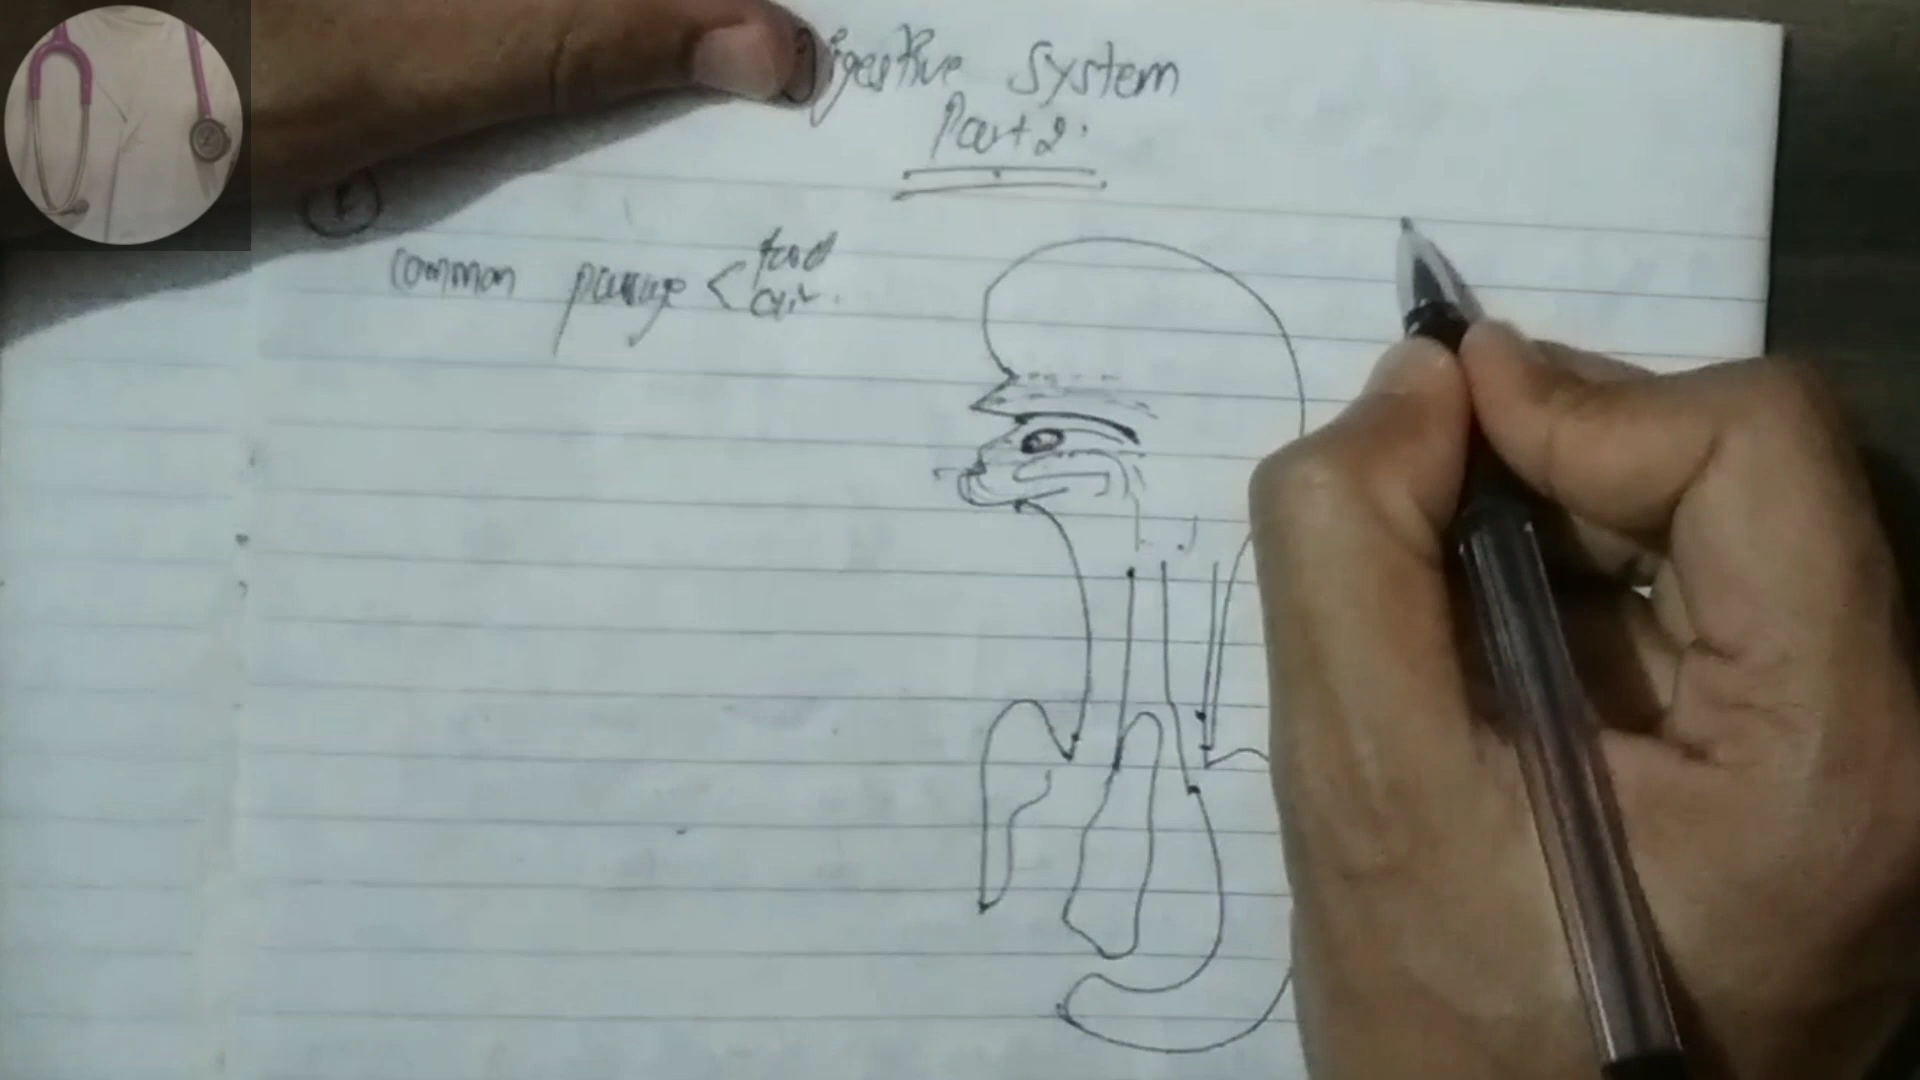 Digestive System
Part 2.
common passage < food
air.